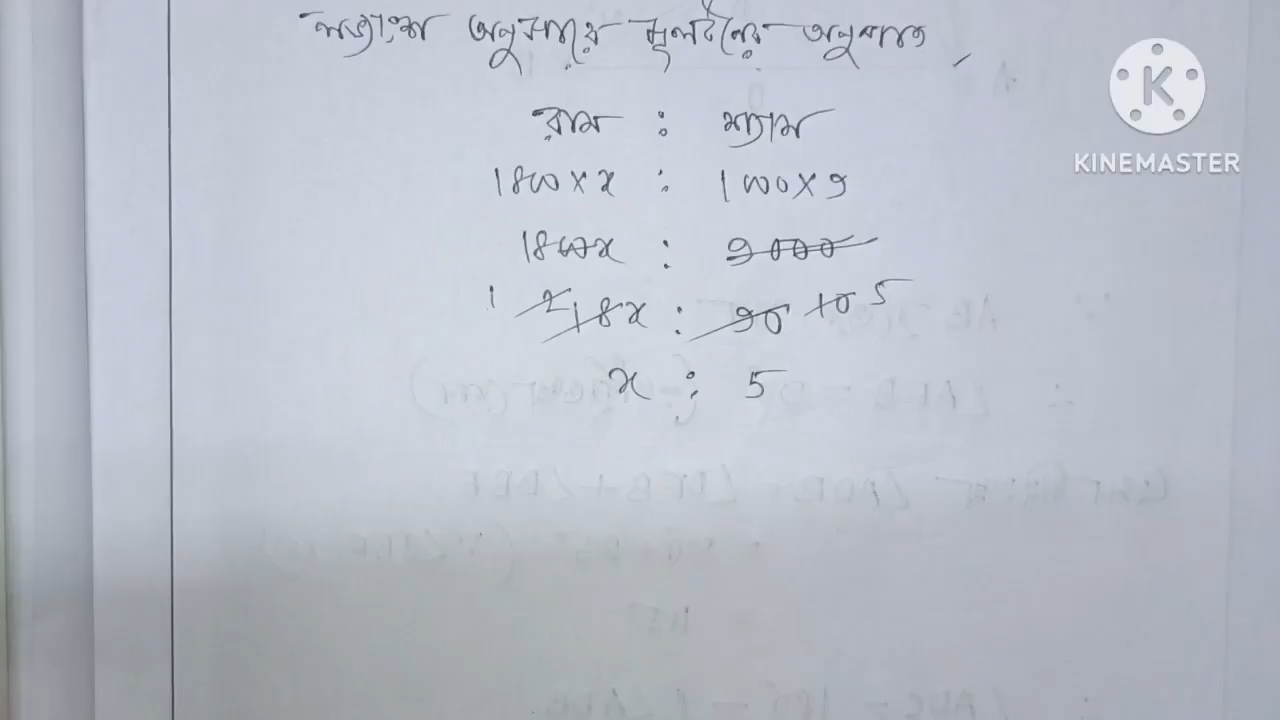 লভ্যাংশ অনুসারে মূলধনের অনুপাত,
রাম : শ্যাম
1800 x x : 1000 x 9
1800x : 9000
1 2 18x : 90 10 5
x : 5
K
KINEMASTER